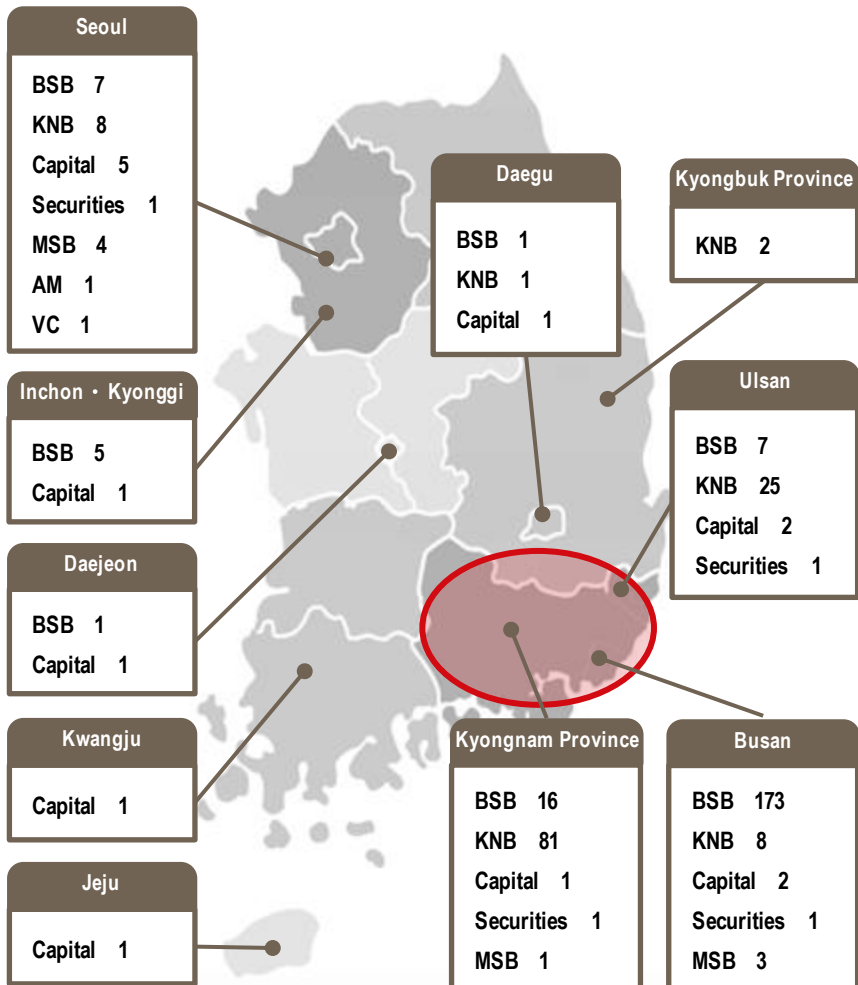 Seoul
BSB 7
KNB 8
Capital 5
Securities 1
MSB 4
AM 1
VC 1
Inchon · Kyonggi
BSB 5
Capital 1
Daejeon
BSB 1
Capital 1
Kwangju
Capital 1
Jeju
Capital 1
Daegu
BSB 1
KNB 1
Capital 1
Kyongbuk Province
KNB 2
Ulsan
BSB 7
KNB 25
Capital 2
Securities 1
Kyongnam Province
BSB 16
KNB 81
Capital 1
Securities 1
MSB 1
Busan
BSB 173
KNB 8
Capital 2
Securities 1
MSB 3